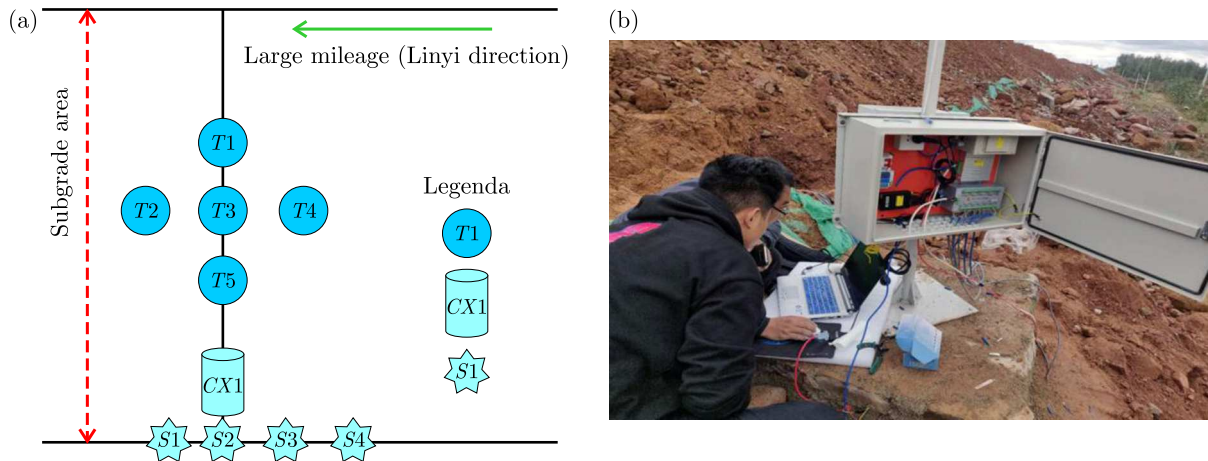 (a)
Large mileage (Linyi direction)
Subgrade area
T1
T2
T3
T4
T5
CX1
S1
S2
S3
S4
Legenda
T1
CX1
S1
(b)